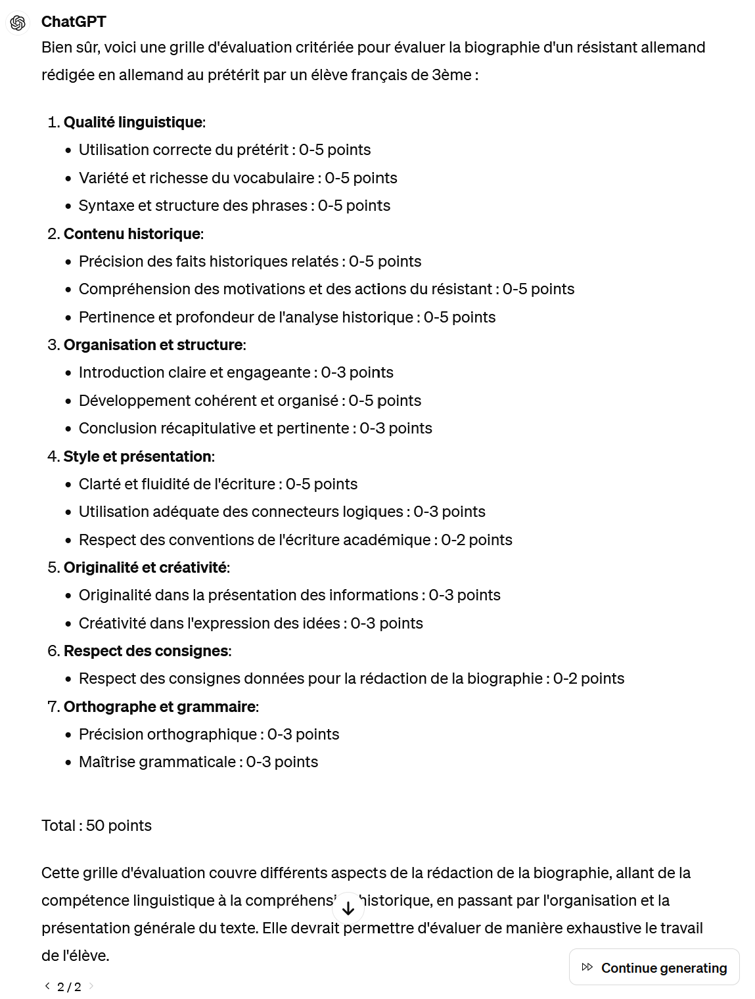 ChatGPT
Bien sûr, voici une grille d'évaluation critériée pour évaluer la biographie d'un résistant allemand
rédigée en allemand au prétérit par un élève français de 3ème :
1. Qualité linguistique:
• Utilisation correcte du prétérit : 0-5 points
• Variété et richesse du vocabulaire : 0-5 points
• Syntaxe et structure des phrases : 0-5 points
2. Contenu historique:
• Précision des faits historiques relatés : 0-5 points
• Compréhension des motivations et des actions du résistant : 0-5 points
• Pertinence et profondeur de l'analyse historique : 0-5 points
3. Organisation et structure:
• Introduction claire et engageante : 0-3 points
• Développement cohérent et organisé : 0-5 points
• Conclusion récapitulative et pertinente : 0-3 points
4. Style et présentation:
• Clarté et fluidité de l'écriture : 0-5 points
• Utilisation adéquate des connecteurs logiques : 0-3 points
• Respect des conventions de l'écriture académique : 0-2 points
5. Originalité et créativité:
• Originalité dans la présentation des informations : 0-3 points
• Créativité dans l'expression des idées : 0-3 points
6. Respect des consignes:
• Respect des consignes données pour la rédaction de la biographie : 0-2 points
7. Orthographe et grammaire:
• Précision orthographique : 0-3 points
• Maîtrise grammaticale : 0-3 points
Total : 50 points
Cette grille d'évaluation couvre différents aspects de la rédaction de la biographie, allant de la
compétence linguistique à la compréhension historique, en passant par l'organisation et la
présentation générale du texte. Elle devrait permettre d'évaluer de manière exhaustive le travail
de l'élève.
Continue generating
2 / 2